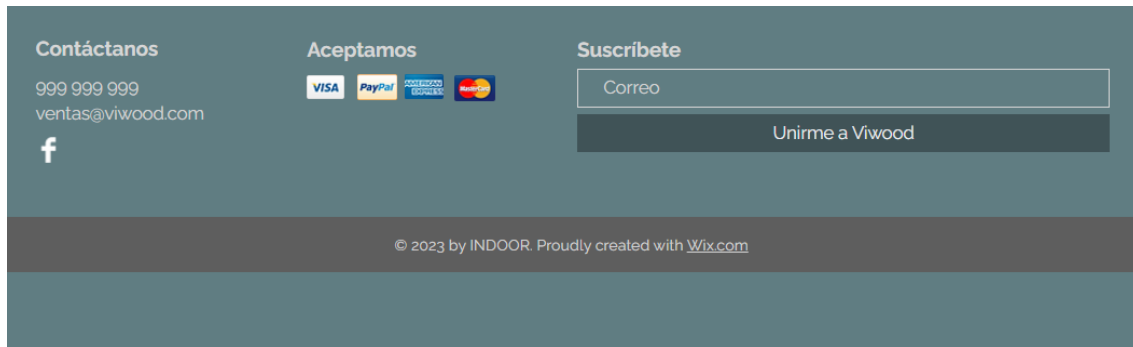 Contáctanos
999 999 999
ventas@viwood.com
Aceptamos
VISA PayPal AMERICAN EXPRESS MasterCard
Suscríbete
Correo
Unirme a Viwood
© 2023 by INDOOR. Proudly created with Wix.com